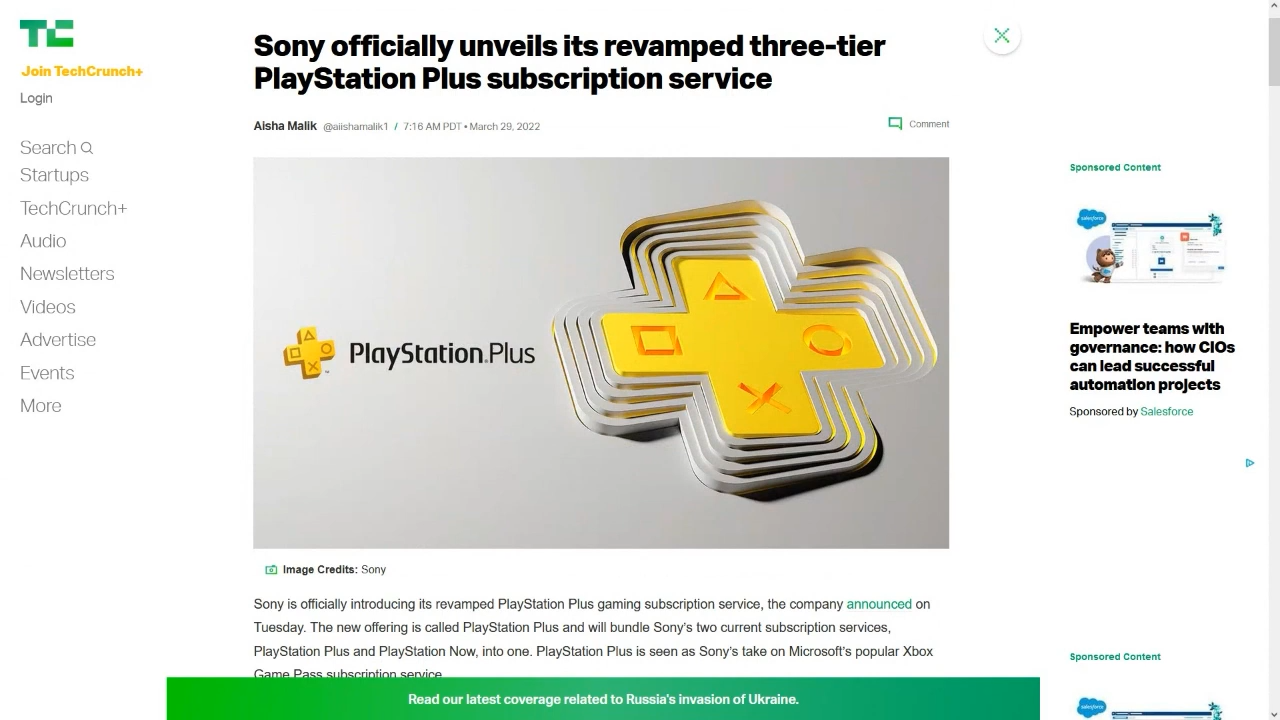 TC
Join TechCrunch+
Login
Search
Startups
TechCrunch+
Audio
Newsletters
Videos
Advertise
Events
More
Sony officially unveils its revamped three-tier
PlayStation Plus subscription service
Aisha Malik @aiishamalik1 / 7:16 AM PDT • March 29, 2022
Comment
PlayStation.Plus
Image Credits: Sony
Sony is officially introducing its revamped PlayStation Plus gaming subscription service, the company announced on
Tuesday. The new offering is called PlayStation Plus and will bundle Sony's two current subscription services,
PlayStation Plus and PlayStation Now, into one. PlayStation Plus is seen as Sony's take on Microsoft's popular Xbox
Game Pass subscription service.
Read our latest coverage related to Russia's invasion of Ukraine.
Sponsored Content
salesforce
Empower teams with
governance: how CIOs
can lead successful
automation projects
Sponsored by Salesforce
Sponsored Content
salesforce